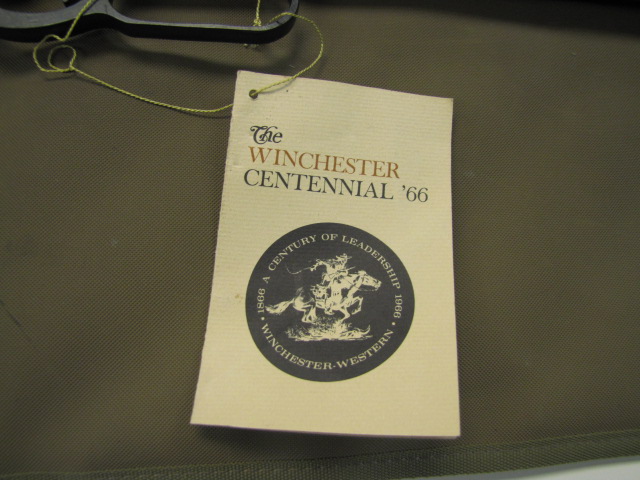 The
WINCHESTER
CENTENNIAL '66
1866 A CENTURY OF LEADERSHIP 1966
• WINCHESTER-WESTERN •